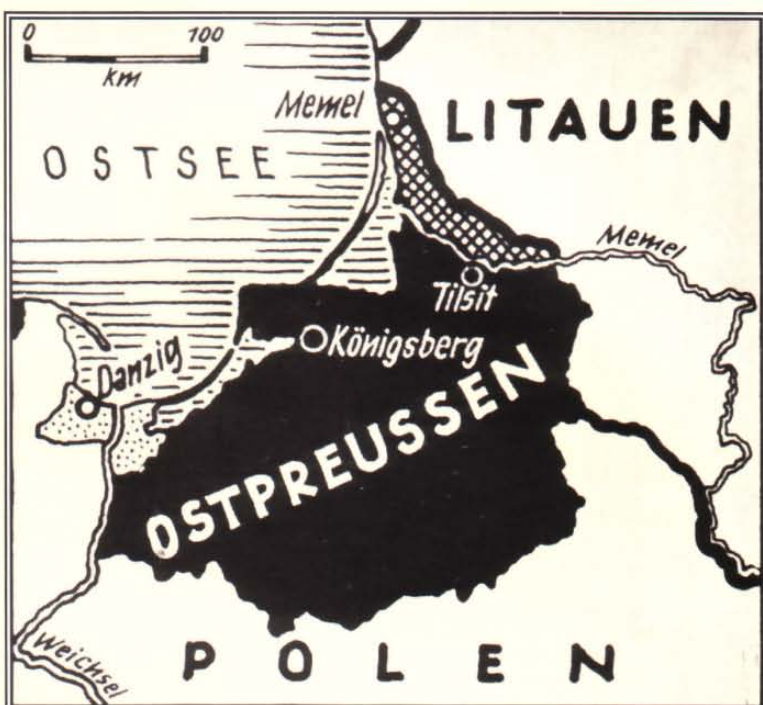 0 100
km
Memel
LITAUEN
OSTSEE
Memel
Tilsit
Königsberg
Danzig
OSTPREUSSEN
Weichsel
POLEN